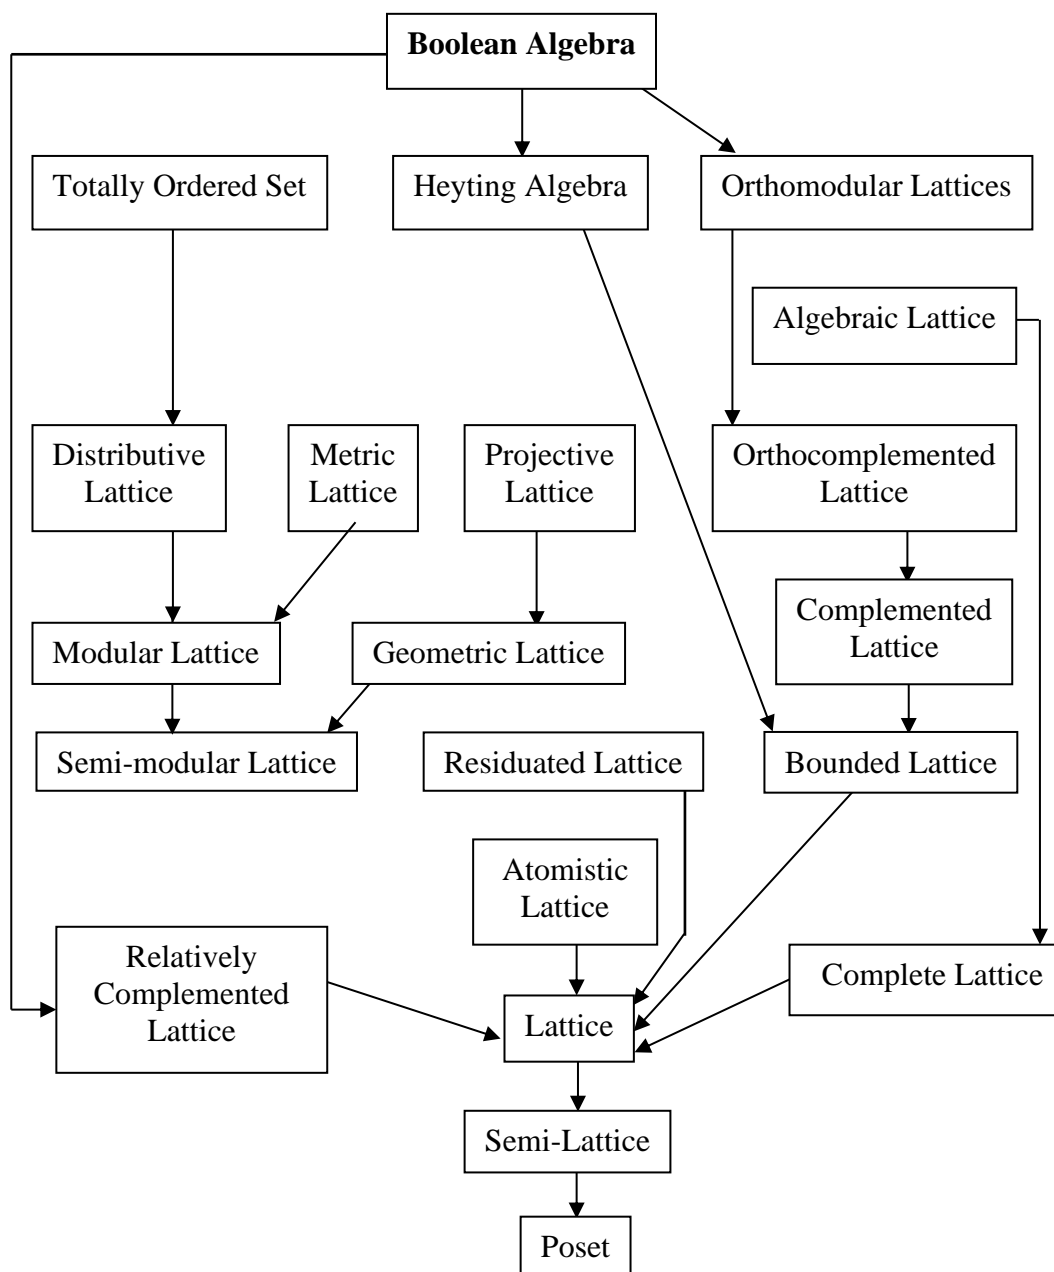 Boolean Algebra
Totally Ordered Set
Heyting Algebra
Orthomodular Lattices
Algebraic Lattice
Distributive
Lattice
Metric
Lattice
Projective
Lattice
Orthocomplemented
Lattice
Complemented
Lattice
Modular Lattice
Geometric Lattice
Semi-modular Lattice
Residuated Lattice
Bounded Lattice
Atomistic
Lattice
Relatively
Complemented
Lattice
Complete Lattice
Lattice
Semi-Lattice
Poset